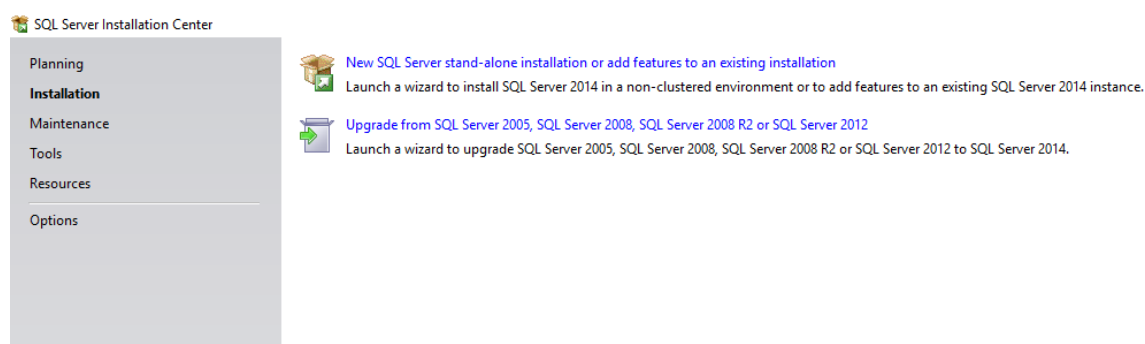 SQL Server Installation Center
Planning
Installation
Maintenance
Tools
Resources
Options
New SQL Server stand-alone installation or add features to an existing installation
Launch a wizard to install SQL Server 2014 in a non-clustered environment or to add features to an existing SQL Server 2014 instance.
Upgrade from SQL Server 2005, SQL Server 2008, SQL Server 2008 R2 or SQL Server 2012
Launch a wizard to upgrade SQL Server 2005, SQL Server 2008, SQL Server 2008 R2 or SQL Server 2012 to SQL Server 2014.